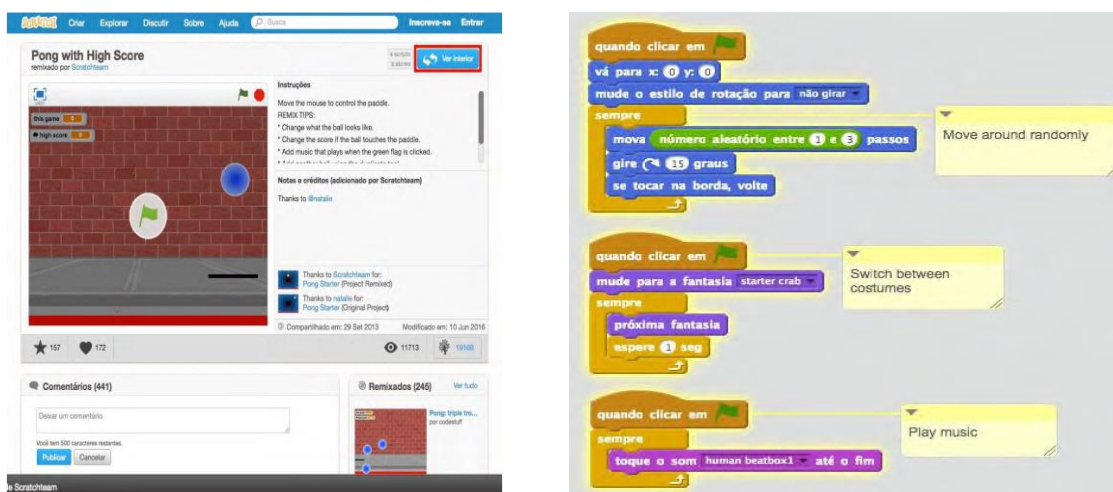 SCRATCH Criar Explorar Discutir Sobre Ajuda Busca Inscreva-se Entrar
Pong with High Score
remixado por Scratchteam
Ver interior
Instruções
Move the mouse to control the paddle.
REMIX TIPS:
* Change what the ball looks like.
* Change the score if the ball touches the paddle.
* Add music that plays when the green flag is clicked.
this game
high score
Notas e créditos (adicionado por Scratchteam)
Thanks to @natalie
Thanks to Scratchteam for:
Pong Starter (Project Remixed)
Thanks to natalie for:
Pong Starter (Original Project)
Compartilhado em: 29 Set 2013 Modificado em: 10 Jun 2016
167 172 11713
Comentários (441)
Deixar um comentário
Você tem 500 caracteres restantes.
Publicar Cancelar
Remixados (245) Ver tudo
Pong: triple tro...
por codestuff
de Scratchteam
quando clicar em
vá para x: 0 y: 0
mude o estilo de rotação para não girar
sempre
mova número aleatório entre 1 e 3 passos
gire 15 graus
se tocar na borda, volte
Move around randomly
quando clicar em
mude para a fantasia starter crab
sempre
próxima fantasia
espere 1 seg
Switch between
costumes
quando clicar em
sempre
toque o som human beatbox1 até o fim
Play music